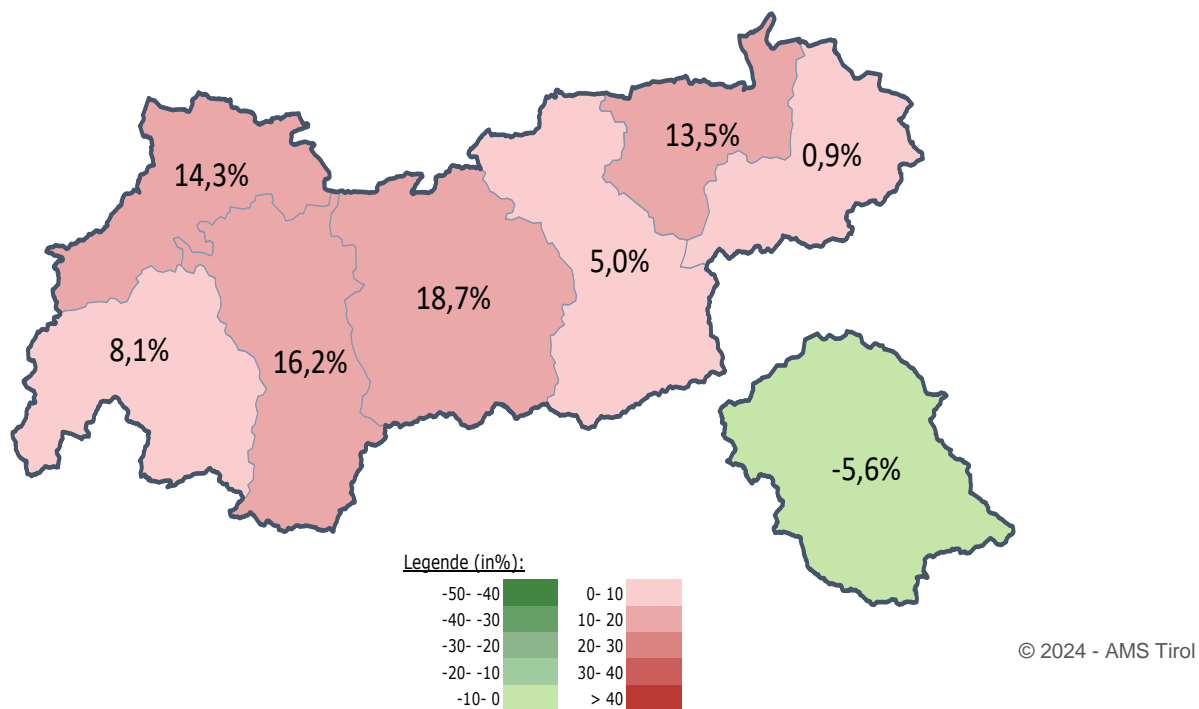 13,5%
0,9%
14,3%
5,0%
18,7%
8,1%
16,2%
-5,6%
Legende (in%):
-50- -40 0- 10
-40- -30 10- 20
-30- -20 20- 30
-20- -10 30- 40
-10- 0 > 40
© 2024 - AMS Tirol